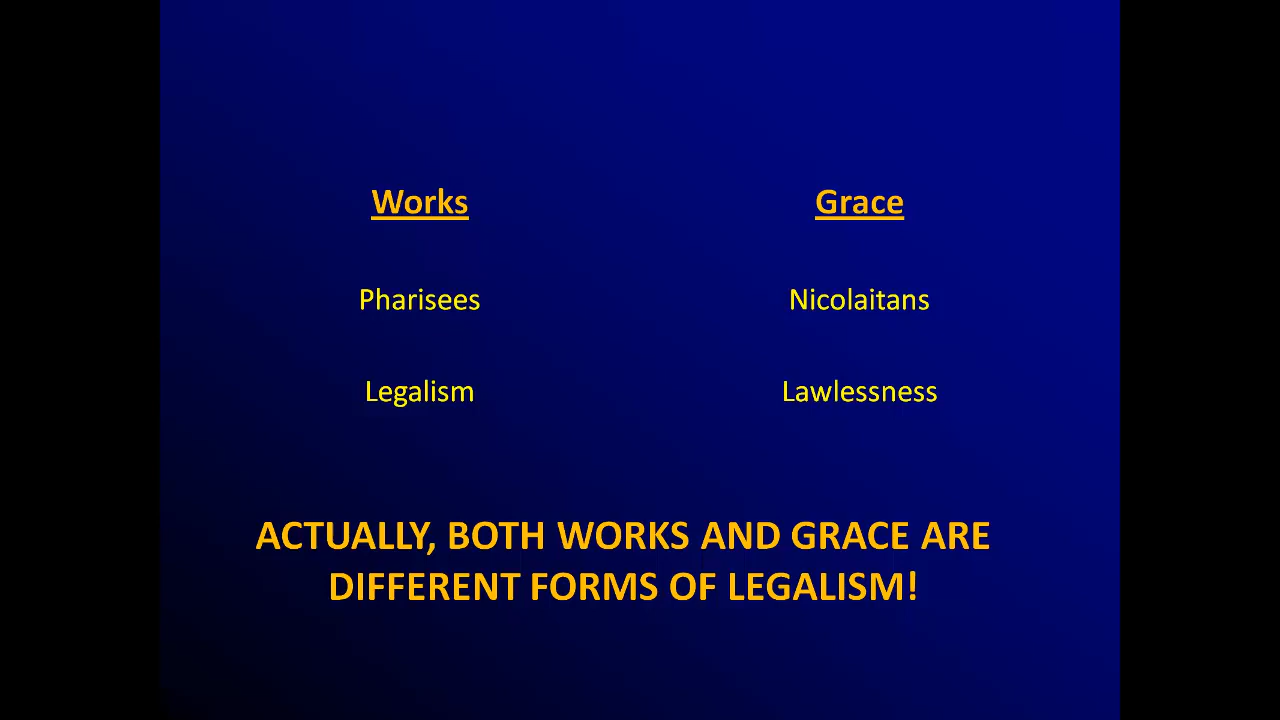 Works Grace
Pharisees Nicolaitans
Legalism Lawlessness
ACTUALLY, BOTH WORKS AND GRACE ARE
DIFFERENT FORMS OF LEGALISM!